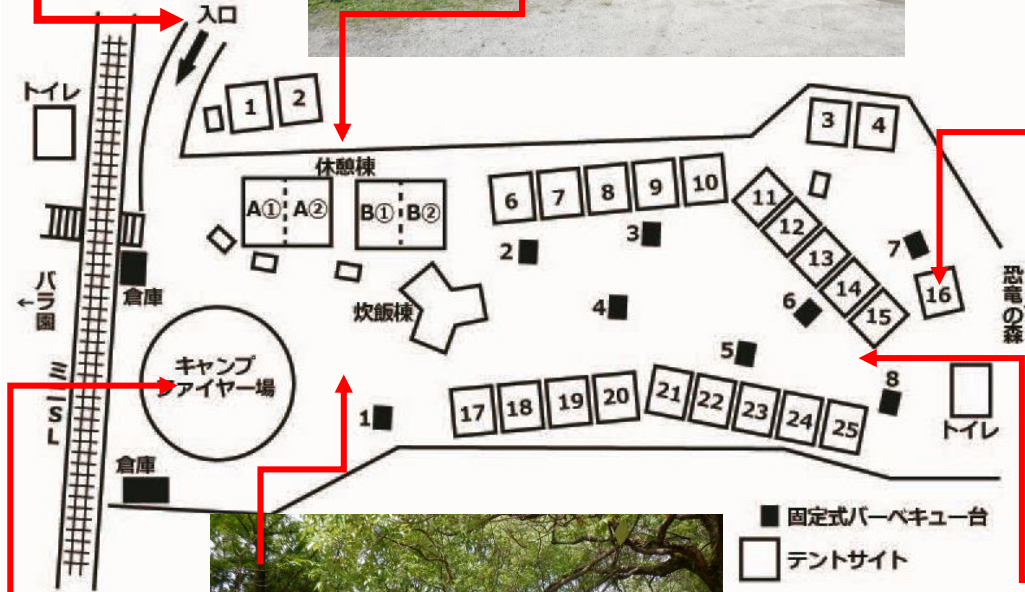 入口
トイレ
1
2
3
4
休憩棟
A① A②
B① B②
6
7
8
9
10
11
12
13
14
15
16
2
3
4
5
6
7
8
1
倉庫
炊飯棟
←バラ園
恐竜の森
キャンプ
ファイヤー場
ミニSL
17
18
19
20
21
22
23
24
25
トイレ
倉庫
固定式バーベキュー台
テントサイト